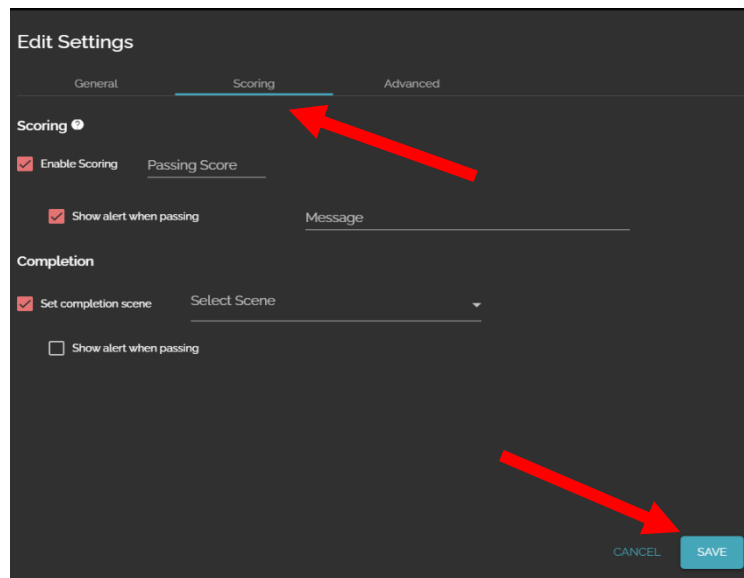 Edit Settings
General Scoring Advanced
Scoring ?
Enable Scoring Passing Score
Show alert when passing Message
Completion
Set completion scene Select Scene
Show alert when passing
CANCEL SAVE